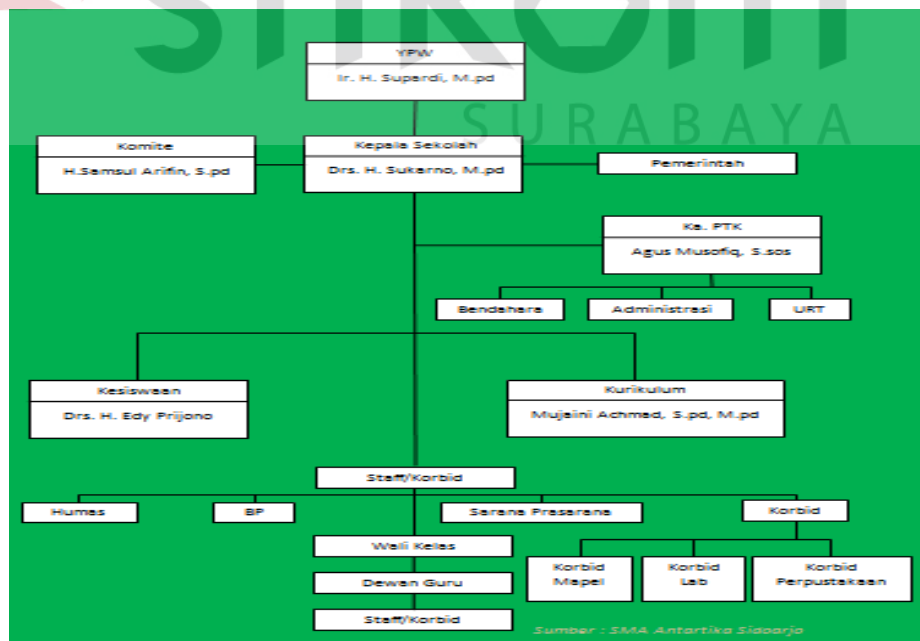 SURABAYA
YPW
Ir. H. Supardi, M.pd
Komite
H.Samsul Arifin, S.pd
Kepala Sekolah
Drs. H. Sukarno, M.pd
Pemerintah
Ka. PTK
Agus Musofiq, S.sos
Bendahara
Administrasi
URT
Kesiswaan
Drs. H. Edy Prijono
Kurikulum
Mujaini Achmad, S.pd, M.pd
Staff/Korbid
Humas
BP
Sarana Prasarana
Korbid
Wali Kelas
Korbid
Mapel
Korbid
Lab
Korbid
Perpustakaan
Dewan Guru
Staff/Korbid
Sumber : SMA Antartika Sidoarjo